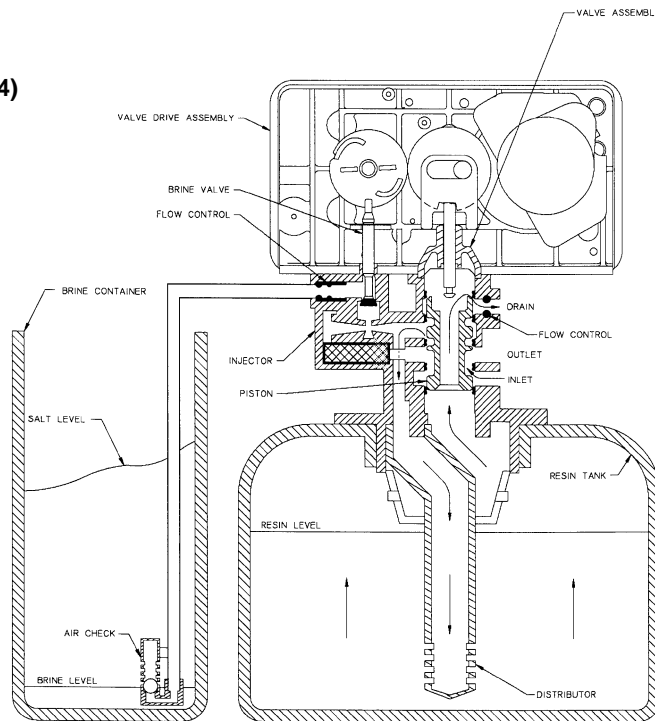 VALVE ASSEMBL
4)
VALVE DRIVE ASSEMBLY
BRINE VALVE
FLOW CONTROL
BRINE CONTAINER
DRAIN
FLOW CONTROL
INJECTOR
OUTLET
INLET
PISTON
SALT LEVEL
RESIN TANK
RESIN LEVEL
AIR CHECK
BRINE LEVEL
DISTRIBUTOR